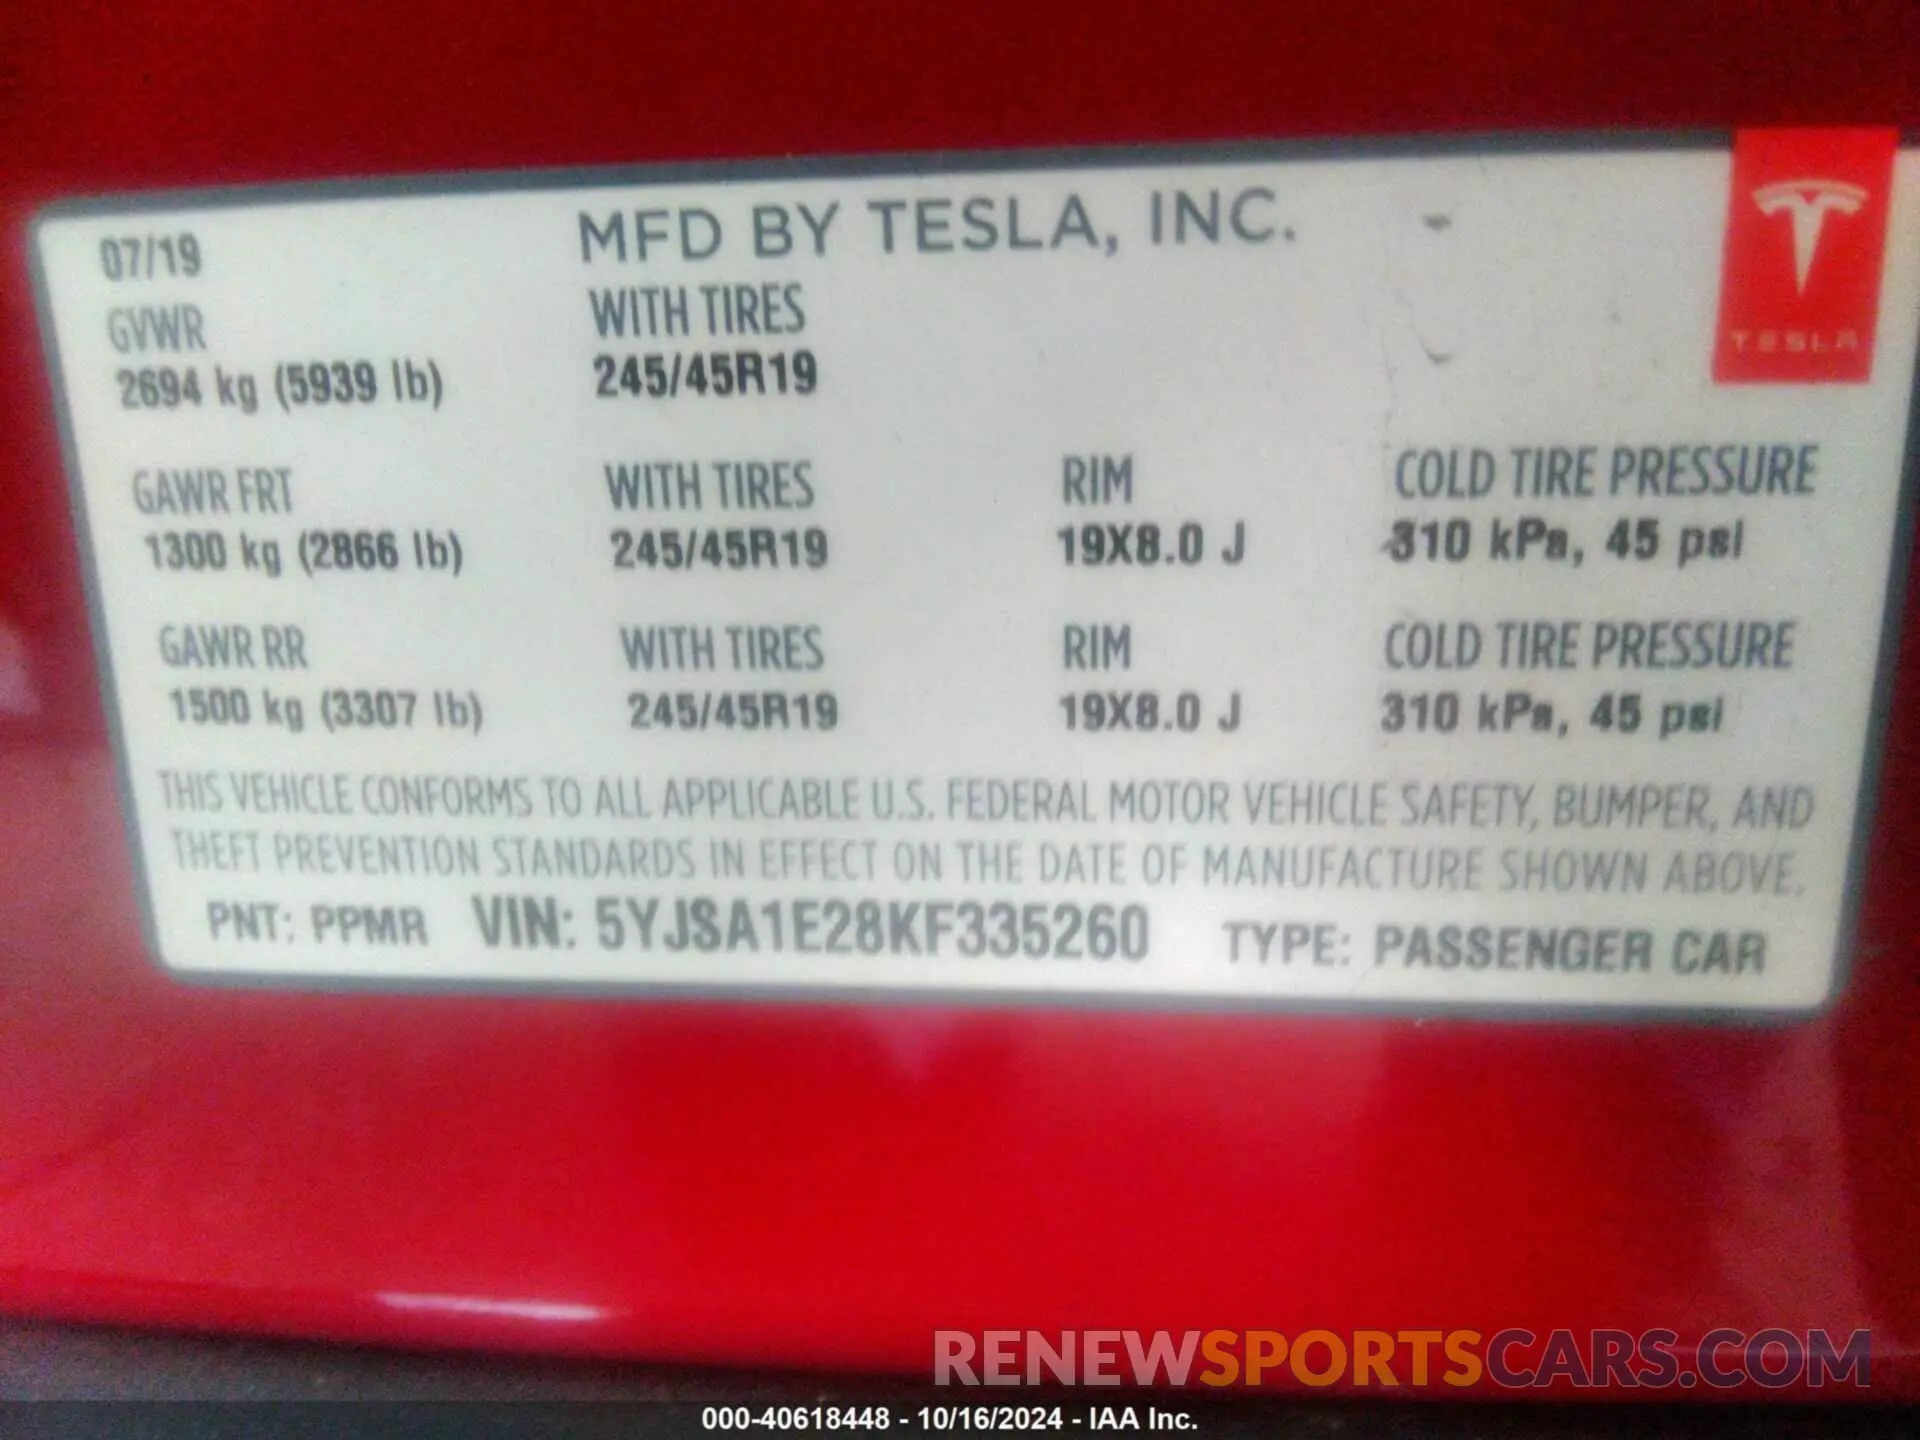 07/19 MFD BY TESLA, INC.
TESLA
GVWR WITH TIRES
2694 kg (5939 lb) 245/45R19
GAWR FRT WITH TIRES RIM COLD TIRE PRESSURE
1300 kg (2866 lb) 245/45R19 19X8.0 J 310 kPa, 45 psi
GAWR RR WITH TIRES RIM COLD TIRE PRESSURE
1500 kg (3307 lb) 245/45R19 19X8.0 J 310 kPa, 45 psi
THIS VEHICLE CONFORMS TO ALL APPLICABLE U.S. FEDERAL MOTOR VEHICLE SAFETY, BUMPER, AND
THEFT PREVENTION STANDARDS IN EFFECT ON THE DATE OF MANUFACTURE SHOWN ABOVE.
PNT: PPMR VIN: 5YJSA1E28KF335260 TYPE: PASSENGER CAR
RENEWSPORTSCARS.COM
000-40618448 - 10/16/2024 - IAA Inc.